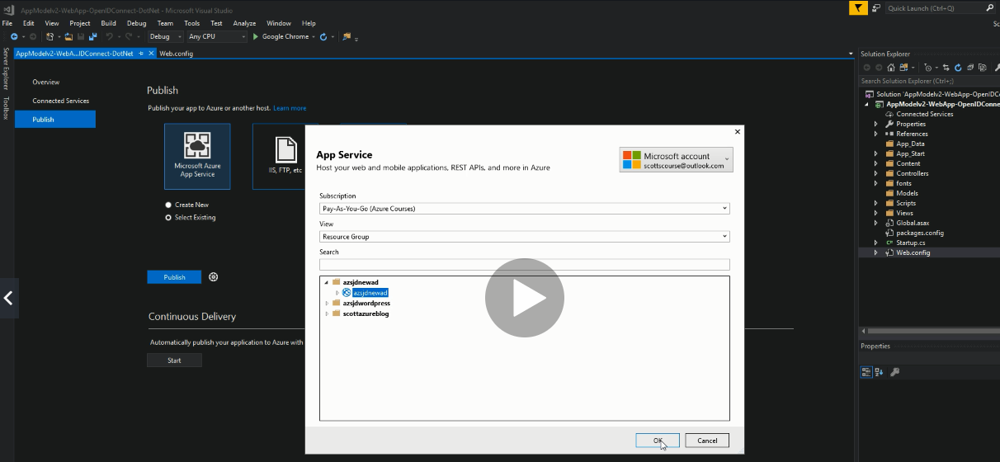 AppModelv2-WebApp-OpenIDConnect-DotNet - Microsoft Visual Studio
Quick Launch (Ctrl+Q)
File Edit View Project Build Debug Team Tools Test Analyze Window Help
Sc
Debug Any CPU Google Chrome
Server Explorer
Toolbox
AppModelv2-WebA...IDConnect-DotNet Web.config
Overview
Connected Services
Publish
Publish
Publish your app to Azure or another host. Learn more
Microsoft Azure
App Service
IIS, FTP, etc
Create New
Select Existing
Publish
Continuous Delivery
Automatically publish your application to Azure with
Start
App Service
Host your web and mobile applications, REST APIs, and more in Azure
Microsoft account
scottscourse@outlook.com
Subscription
Pay-As-You-Go (Azure Courses)
View
Resource Group
Search
azsjdnewad
azsjdnewad
azsjdwordpress
scottazureblog
OK Cancel
Solution Explorer
Search Solution Explorer (Ctrl+;)
Solution 'AppModelv2-WebApp-OpenIDC
AppModelv2-WebApp-OpenIDConne
Connected Services
Properties
References
App_Data
App_Start
Content
Controllers
fonts
Models
Scripts
Views
Global.asax
packages.config
Startup.cs
Web.config
Properties